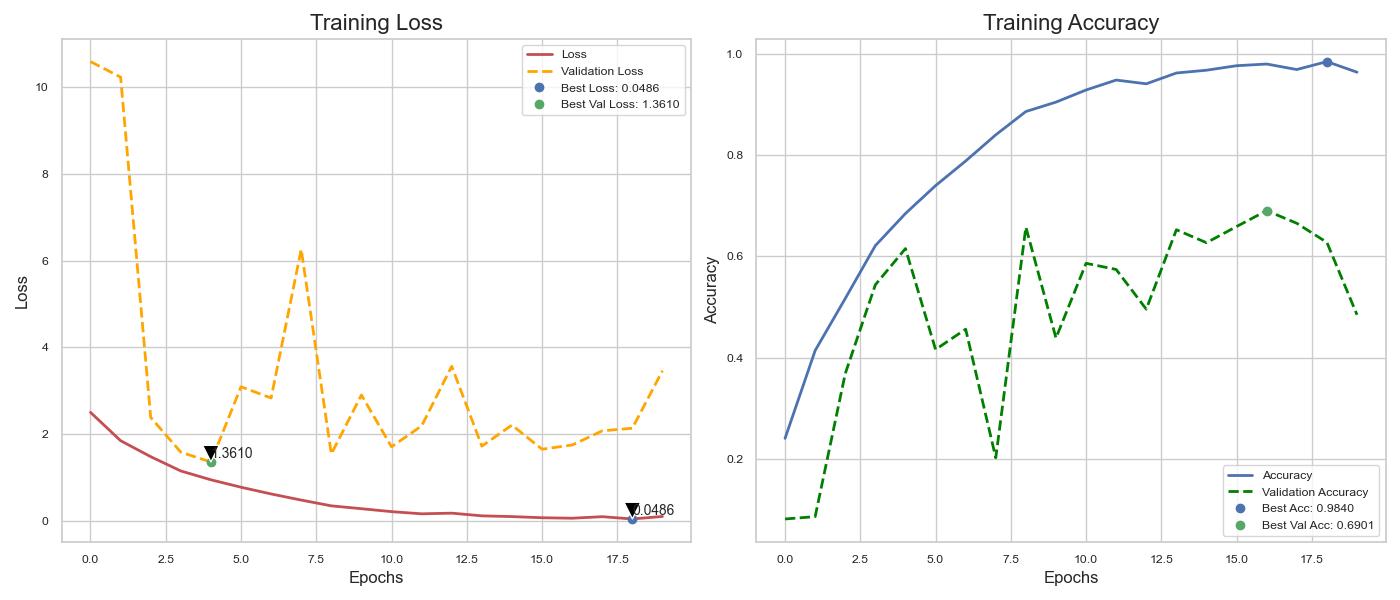 Training Loss
Loss
Validation Loss
Best Loss: 0.0486
Best Val Loss: 1.3610
10
8
6
4
2
0
Loss
1.3610
0.0486
0.0 2.5 5.0 7.5 10.0 12.5 15.0 17.5
Epochs
Training Accuracy
1.0
0.8
0.6
0.4
0.2
Accuracy
Accuracy
Validation Accuracy
Best Acc: 0.9840
Best Val Acc: 0.6901
0.0 2.5 5.0 7.5 10.0 12.5 15.0 17.5
Epochs